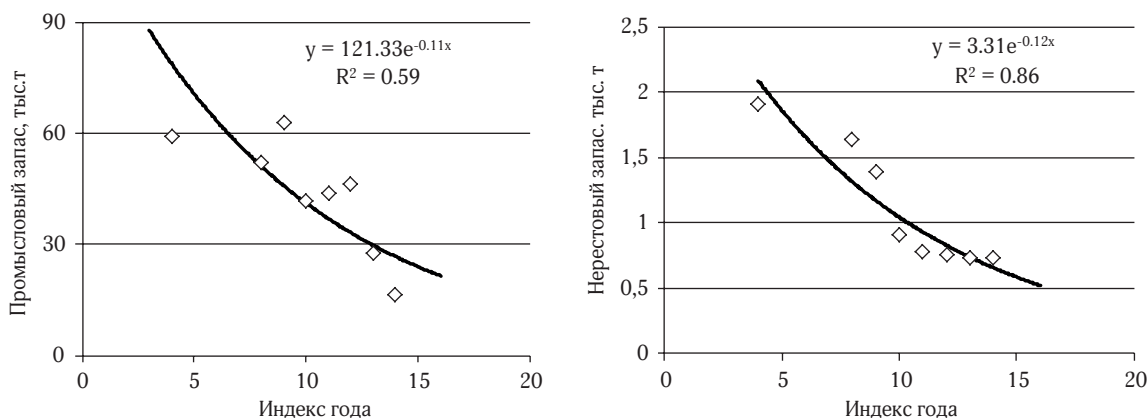 Промысловый запас, тыс.т
90
60
30
0
y = 121.33e-0.11x
R2 = 0.59
0 5 10 15 20
Индекс года
Нерестовый запас. тыс. т
2,5
2
1,5
1
0,5
0
y = 3.31e-0.12x
R2 = 0.86
0 5 10 15 20
Индекс года